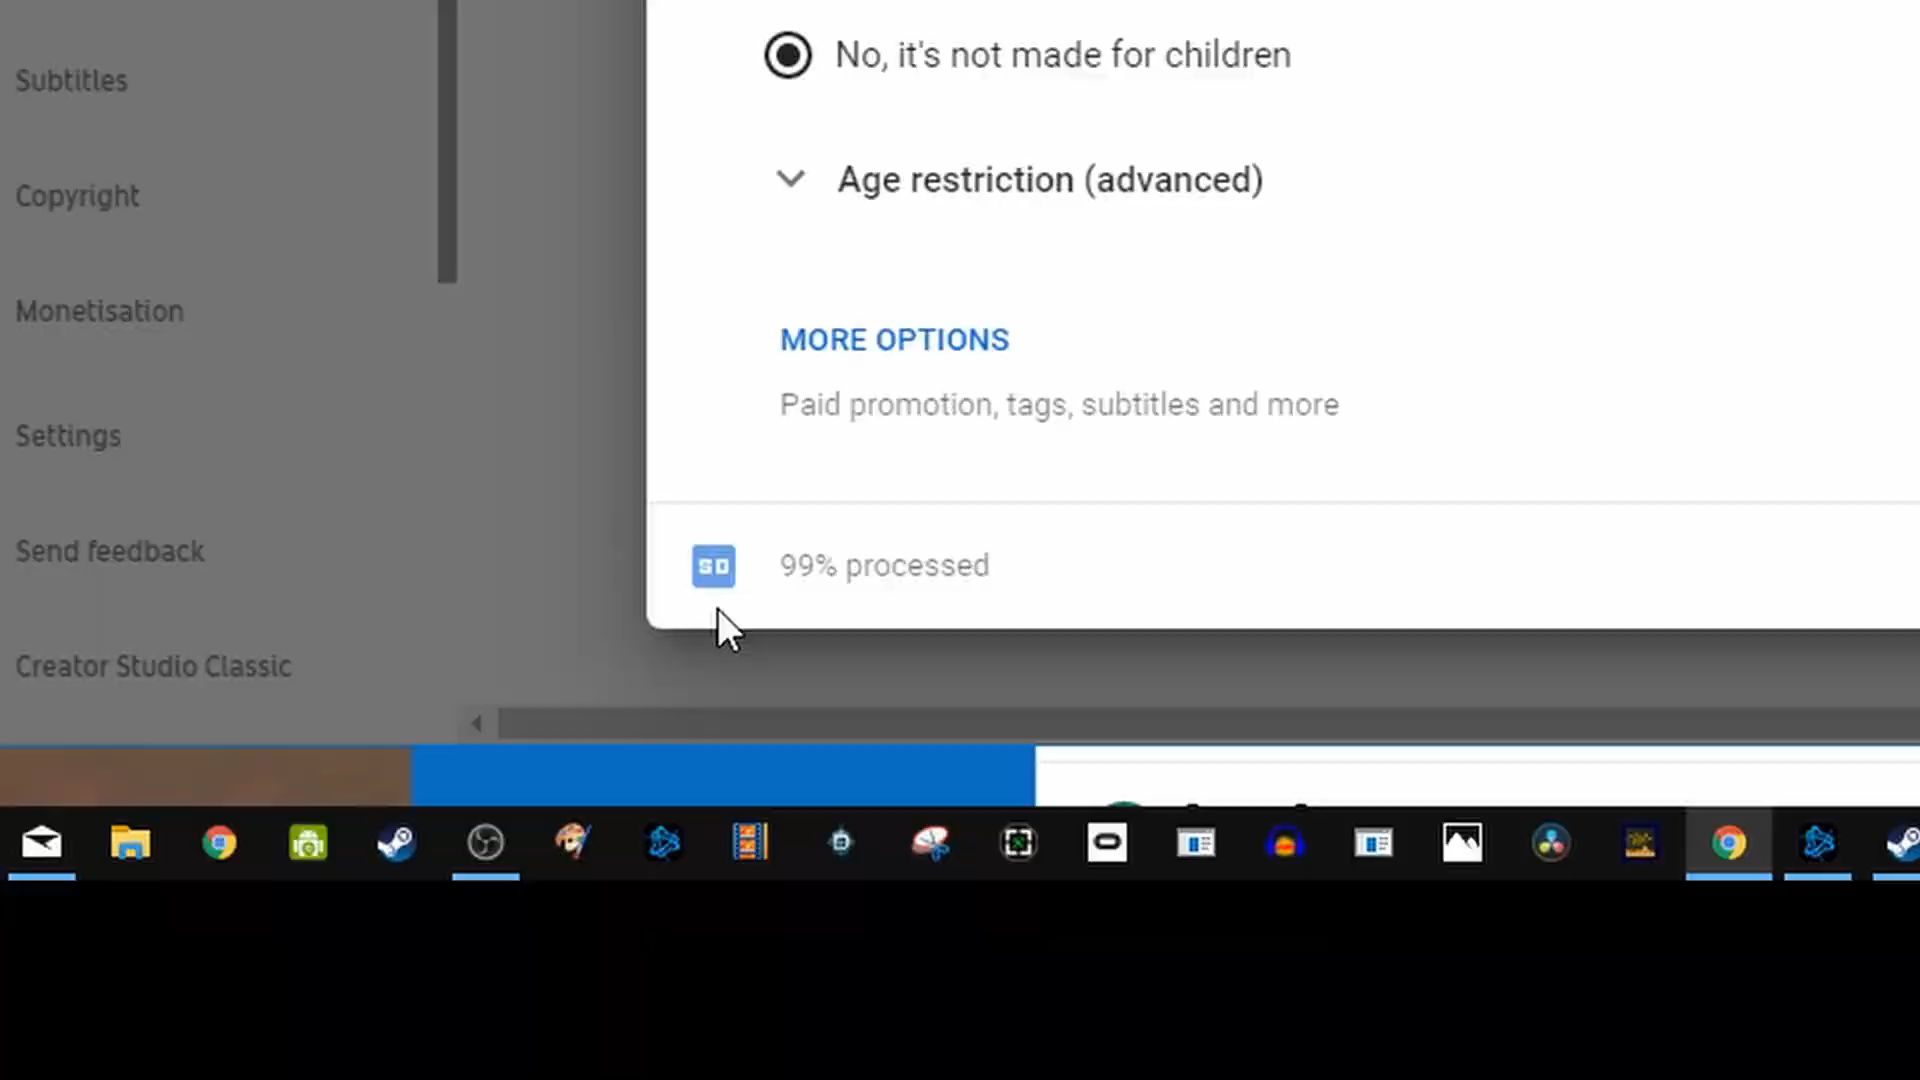 Subtitles
Copyright
Monetisation
Settings
Send feedback
Creator Studio Classic
No, it's not made for children
Age restriction (advanced)
MORE OPTIONS
Paid promotion, tags, subtitles and more
SD
99% processed